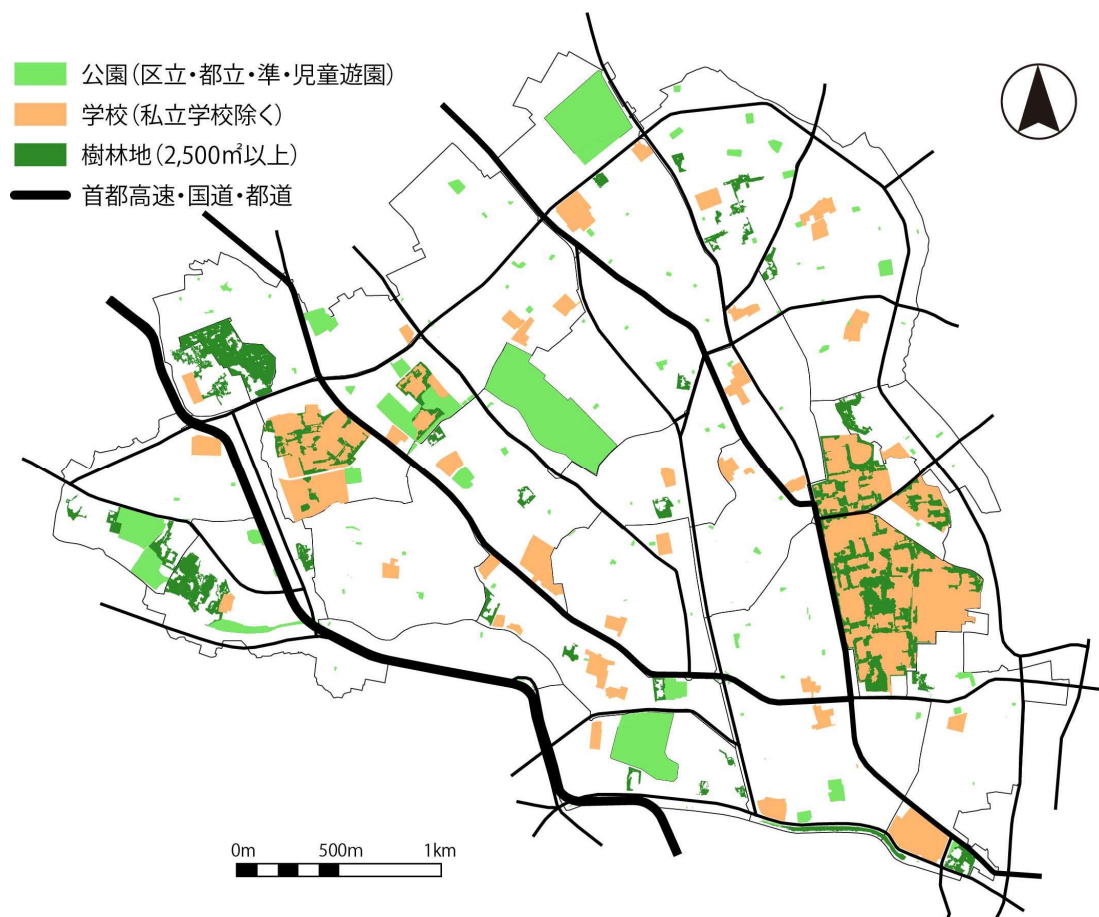 公園(区立・都立・準・児童遊園)
学校(私立学校除く)
樹林地(2,500㎡以上)
首都高速・国道・都道
0m 500m 1km